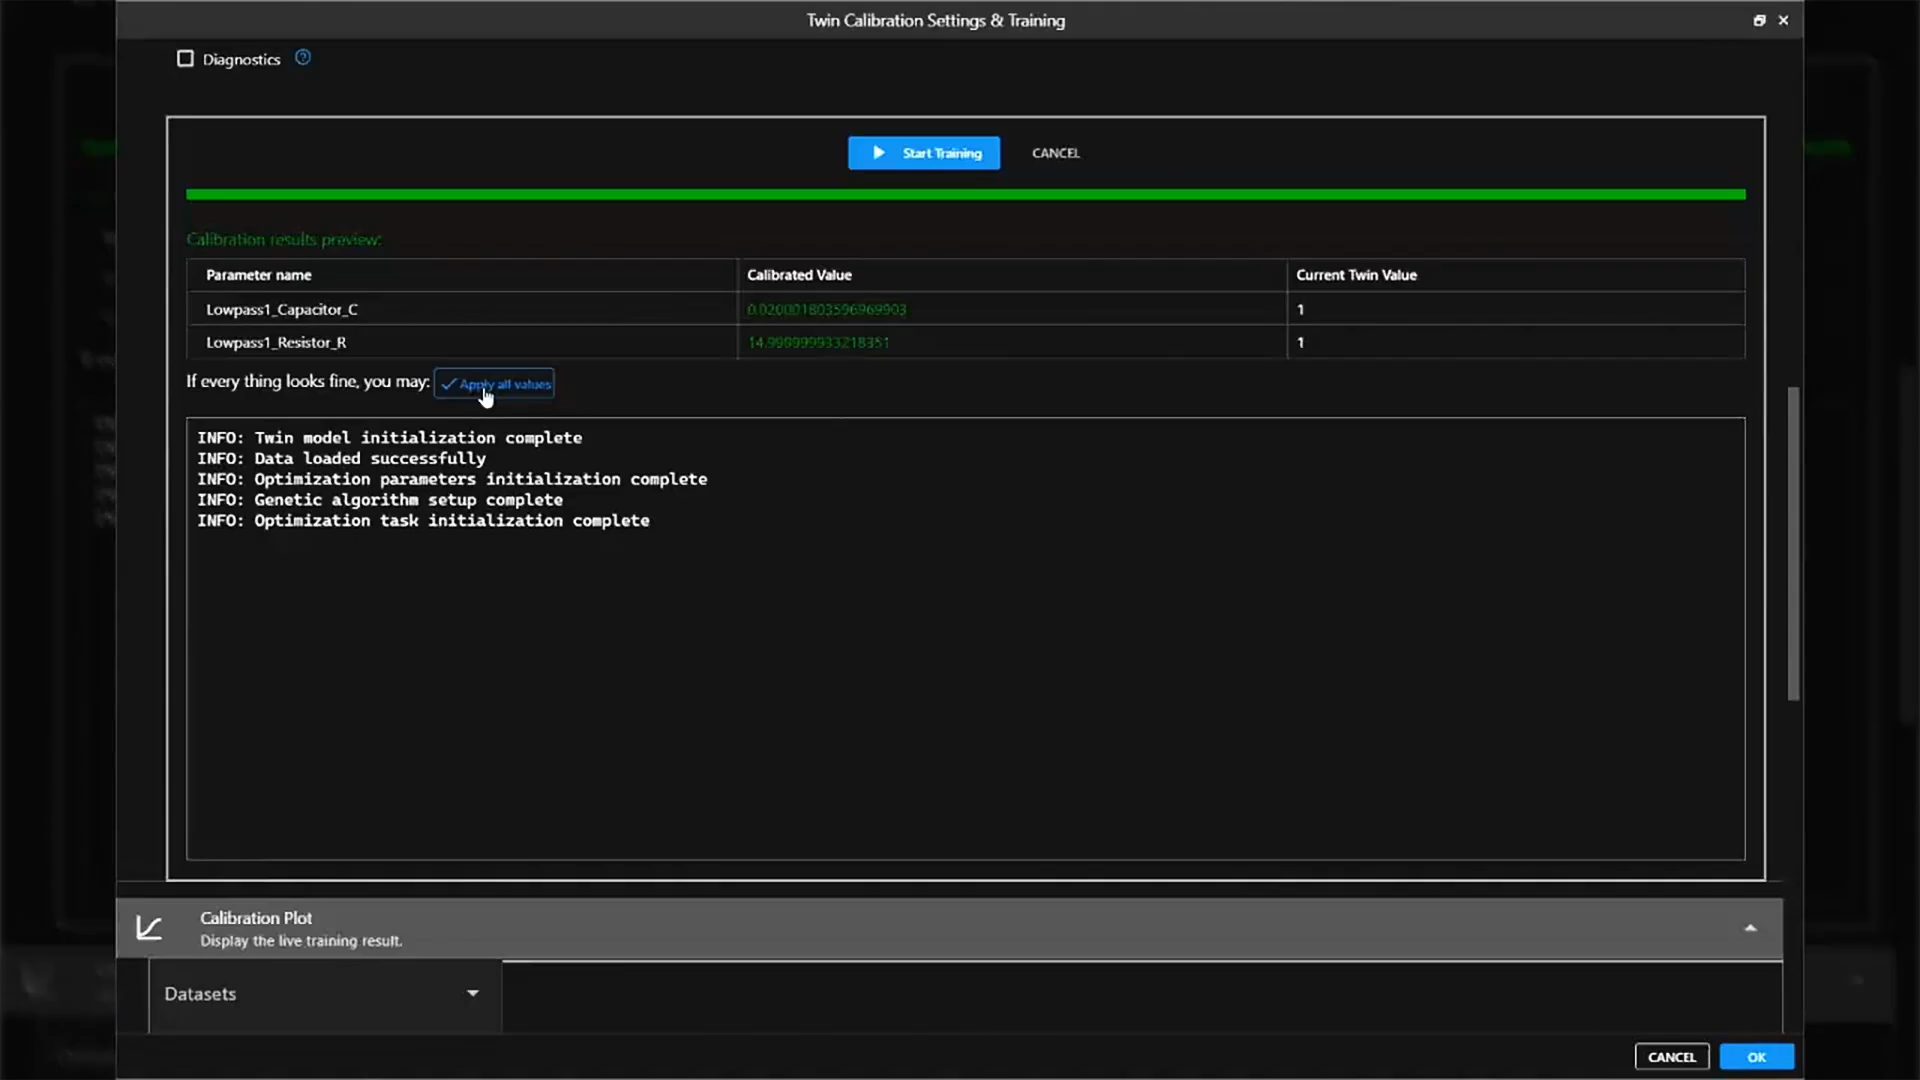 Twin Calibration Settings & Training
Diagnostics
Start Training
CANCEL
Calibration results preview:
Parameter name
Calibrated Value
Current Twin Value
Lowpass1_Capacitor_C
0.020001803596969903
1
Lowpass1_Resistor_R
14.999999933218351
1
If every thing looks fine, you may:
Apply all values
INFO: Twin model initialization complete
INFO: Data loaded successfully
INFO: Optimization parameters initialization complete
INFO: Genetic algorithm setup complete
INFO: Optimization task initialization complete
Calibration Plot
Display the live training result.
Datasets
CANCEL
OK